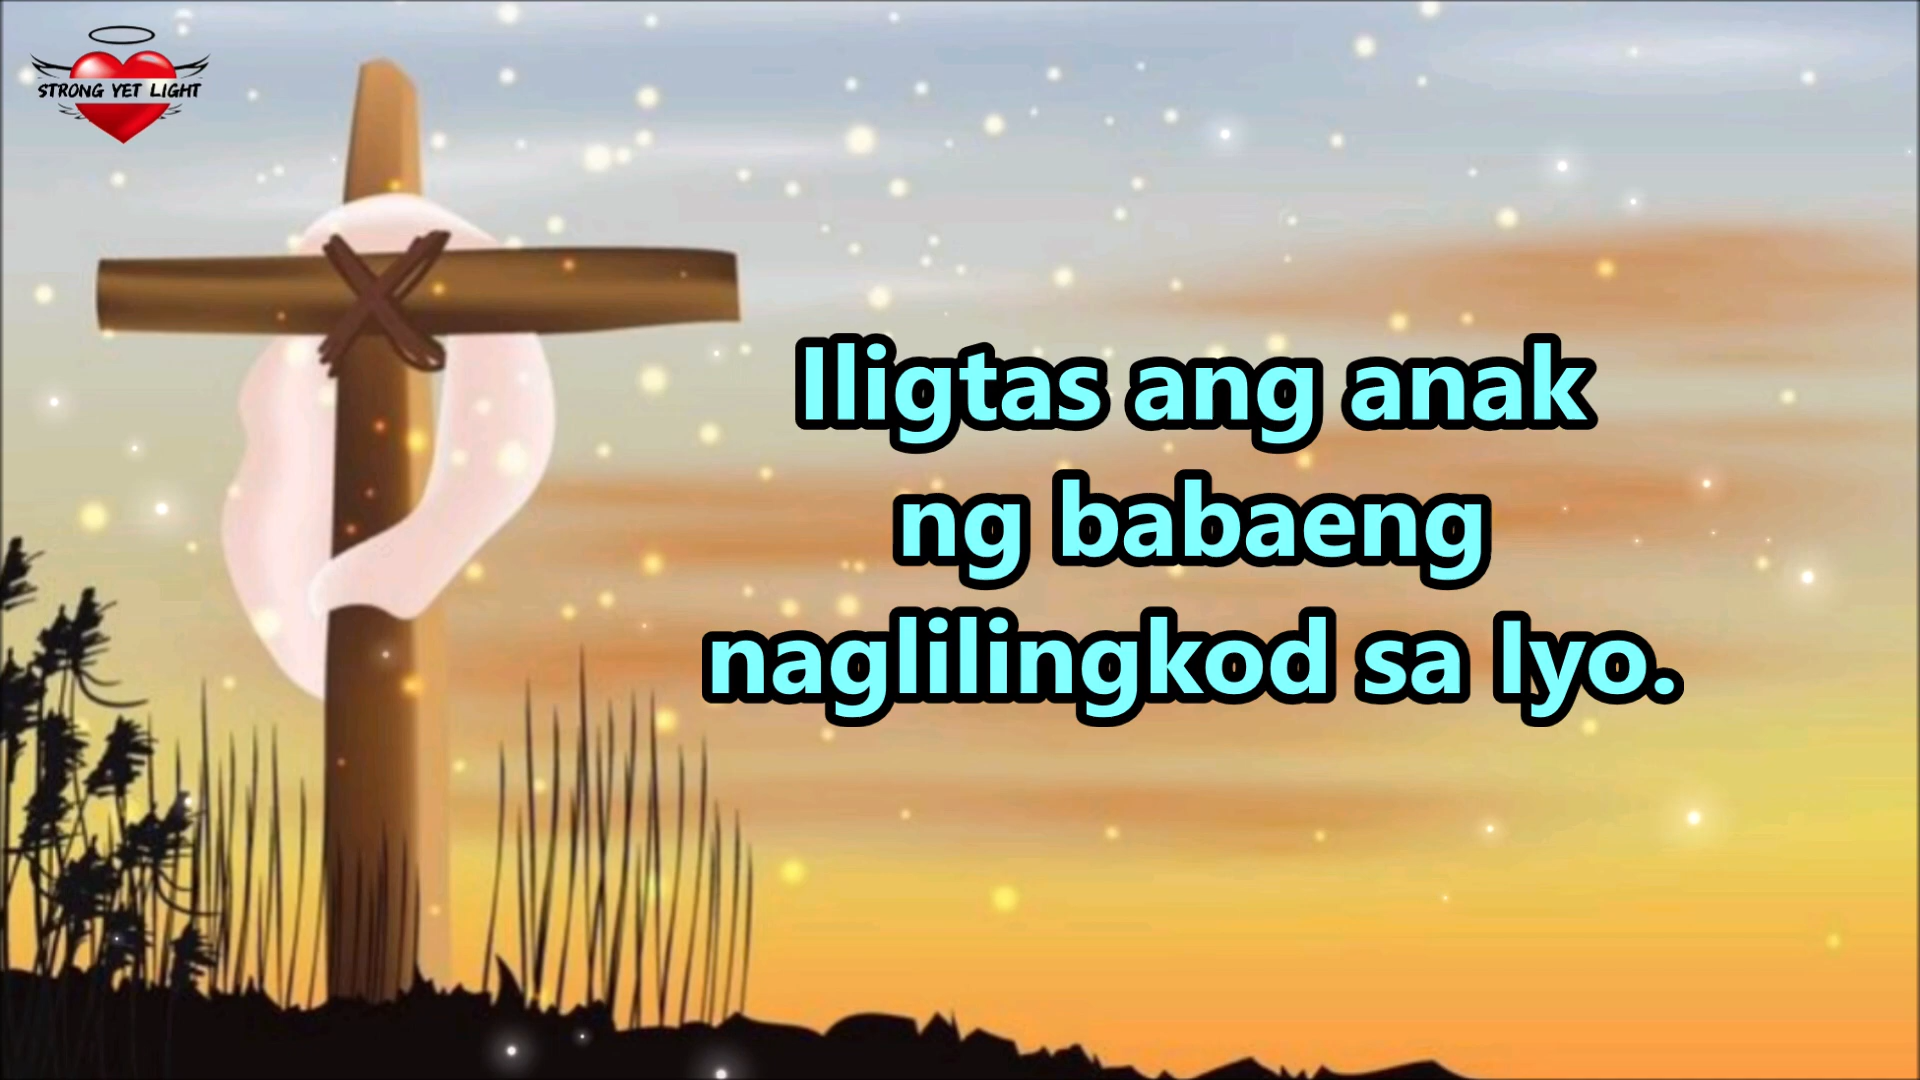 STRONG YET LIGHT
Iligtas ang anak
ng babaeng
naglilingkod sa Iyo.